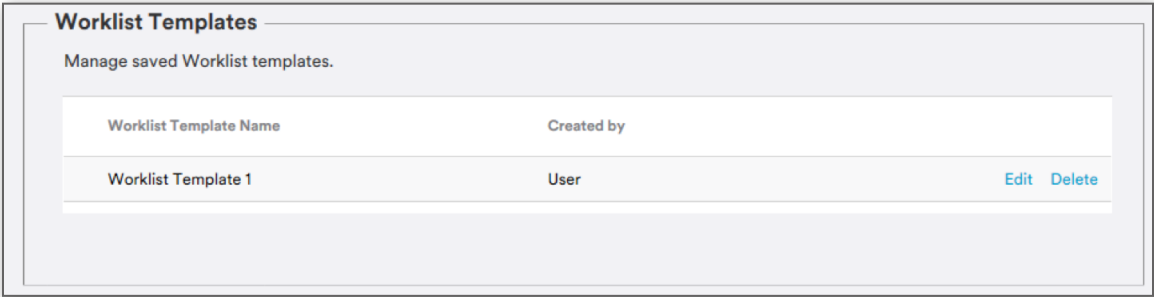 Worklist Templates
Manage saved Worklist templates.
Worklist Template Name Created by
Worklist Template 1 User Edit Delete